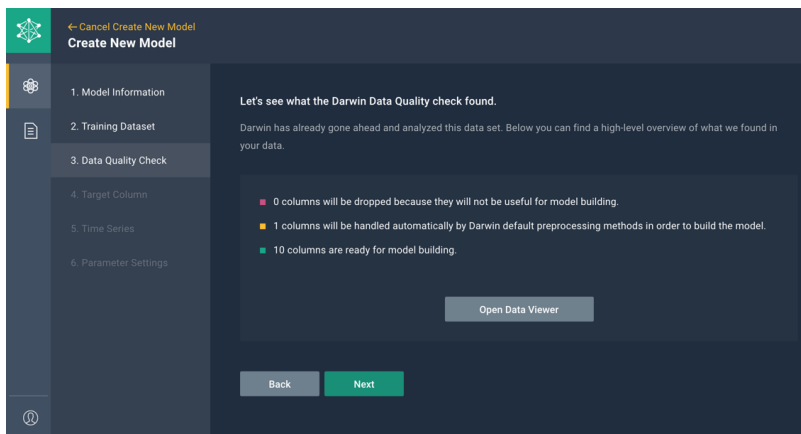 ← Cancel Create New Model
Create New Model
1. Model Information
2. Training Dataset
3. Data Quality Check
4. Target Column
5. Time Series
6. Parameter Settings
Let's see what the Darwin Data Quality check found.
Darwin has already gone ahead and analyzed this data set. Below you can find a high-level overview of what we found in
your data.
0 columns will be dropped because they will not be useful for model building.
1 columns will be handled automatically by Darwin default preprocessing methods in order to build the model.
10 columns are ready for model building.
Open Data Viewer
Back
Next